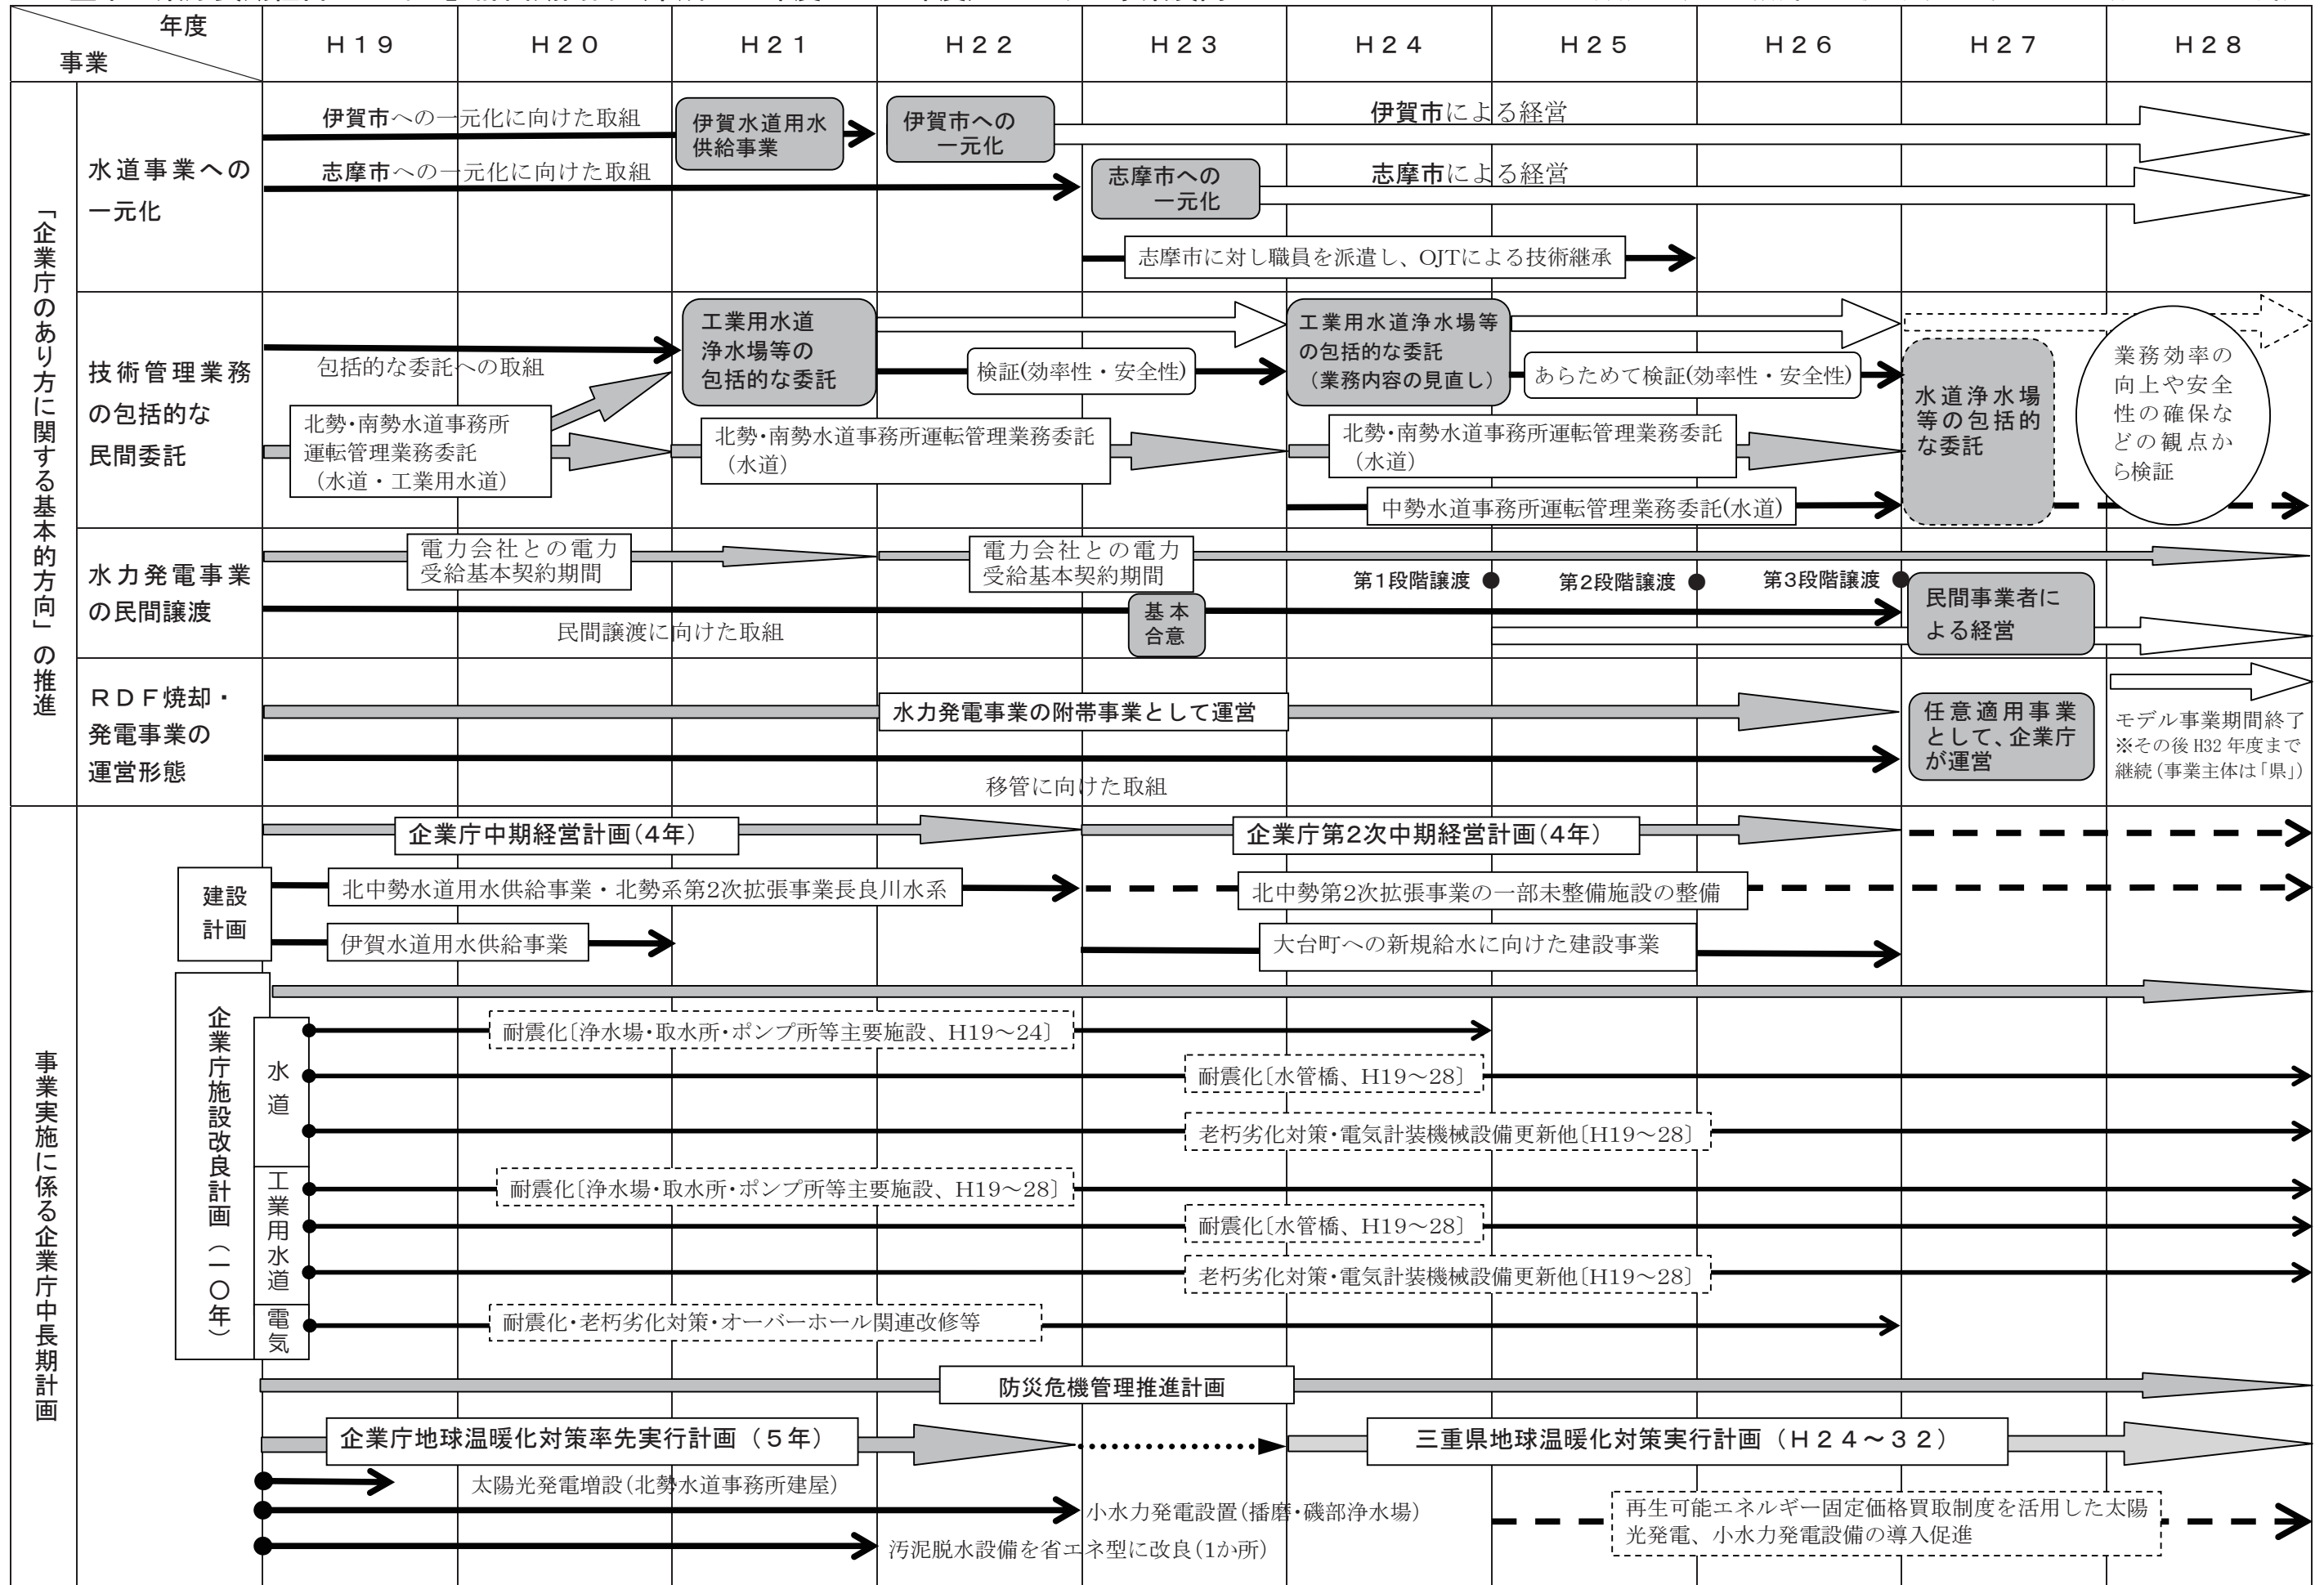 年度
事業
Ｈ１９
Ｈ２０
Ｈ２１
Ｈ２２
Ｈ２３
Ｈ２４
Ｈ２５
Ｈ２６
Ｈ２７
Ｈ２８
「企業庁のあり方に関する基本的方向」の推進
水道事業への
一元化
伊賀市への一元化に向けた取組
伊賀水道用水
供給事業
伊賀市への
一元化
伊賀市による経営
志摩市への一元化に向けた取組
志摩市への
一元化
志摩市による経営
志摩市に対し職員を派遣し、OJTによる技術継承
技術管理業務
の包括的な
民間委託
包括的な委託への取組
工業用水道
浄水場等の
包括的な委託
検証(効率性・安全性)
工業用水道浄水場等
の包括的な委託
（業務内容の見直し）
あらためて検証(効率性・安全性)
水道浄水場
等の包括的
な委託
業務効率の
向上や安全
性の確保な
どの観点か
ら検証
北勢・南勢水道事務所
運転管理業務委託
（水道・工業用水道）
北勢・南勢水道事務所運転管理業務委託
（水道）
北勢・南勢水道事務所運転管理業務委託
（水道）
中勢水道事務所運転管理業務委託(水道)
水力発電事業
の民間譲渡
電力会社との電力
受給基本契約期間
電力会社との電力
受給基本契約期間
第1段階譲渡
第2段階譲渡
第3段階譲渡
民間譲渡に向けた取組
基本
合意
民間事業者に
よる経営
ＲＤＦ焼却・
発電事業の
運営形態
水力発電事業の附帯事業として運営
移管に向けた取組
任意適用事業
として、企業庁
が運営
モデル事業期間終了
※その後 H32 年度まで
継続（事業主体は「県」）
事業実施に係る企業庁中長期計画
企業庁中期経営計画（4年）
企業庁第2次中期経営計画（4年）
建設
計画
北中勢水道用水供給事業・北勢系第2次拡張事業長良川水系
北中勢第2次拡張事業の一部未整備施設の整備
伊賀水道用水供給事業
大台町への新規給水に向けた建設事業
企業庁施設改良計画（一〇年）
水道
耐震化〔浄水場・取水所・ポンプ所等主要施設、H19～24〕
耐震化〔水管橋、H19～28〕
老朽劣化対策・電気計装機械設備更新他〔H19～28〕
工業用水道
耐震化〔浄水場・取水所・ポンプ所等主要施設、H19～28〕
耐震化〔水管橋、H19～28〕
老朽劣化対策・電気計装機械設備更新他〔H19～28〕
電気
耐震化・老朽劣化対策・オーバーホール関連改修等
防災危機管理推進計画
企業庁地球温暖化対策率先実行計画（５年）
三重県地球温暖化対策実行計画（Ｈ２４～３２）
太陽光発電増設（北勢水道事務所建屋）
小水力発電設置（播磨・磯部浄水場）
汚泥脱水設備を省エネ型に改良（1か所）
再生可能エネルギー固定価格買取制度を活用した太陽
光発電、小水力発電設備の導入促進